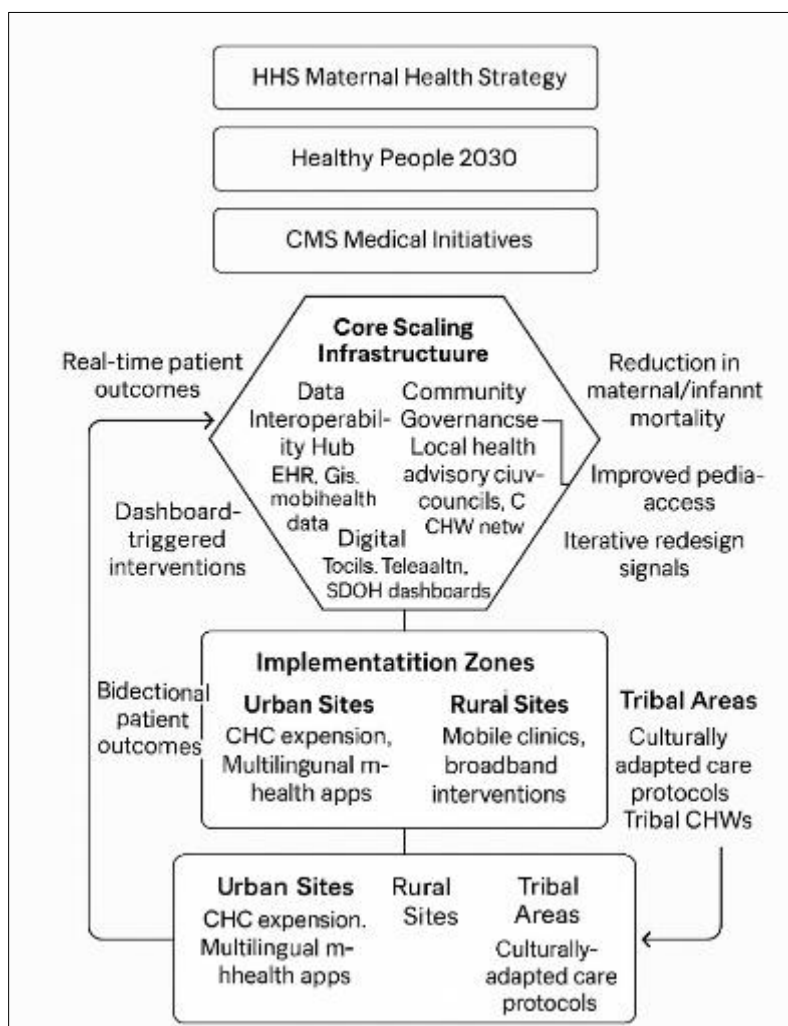 HHS Maternal Health Strategy
Healthy People 2030
CMS Medical Initiatives
Core Scaling
Infrastructuure
Real-time patient
outcomes
Data
Interoperabil-
ity Hub
EHR, Gis.
mobihealth
data
Community
Governancse
Local health
advisory ciuv-
councils, C
CHW netw
Digital
Tocils. Teleaaltn,
SDOH dashboards
Reduction in
maternal/infannt
mortality
Improved pedia-
access
Iterative redesign
signals
Dashboard-
triggered
interventions
Bidectional
patient
outcomes
Implementatition Zones
Urban Sites
CHC expension,
Multilingunal m-
health apps
Rural Sites
Mobile clinics,
broadband
interventions
Tribal Areas
Culturally
adapted care
protocols
Tribal CHWs
Urban Sites
CHC expension.
Multilingual m-
hhealth apps
Rural
Sites
Tribal
Areas
Culturally-
adapted care
protocols